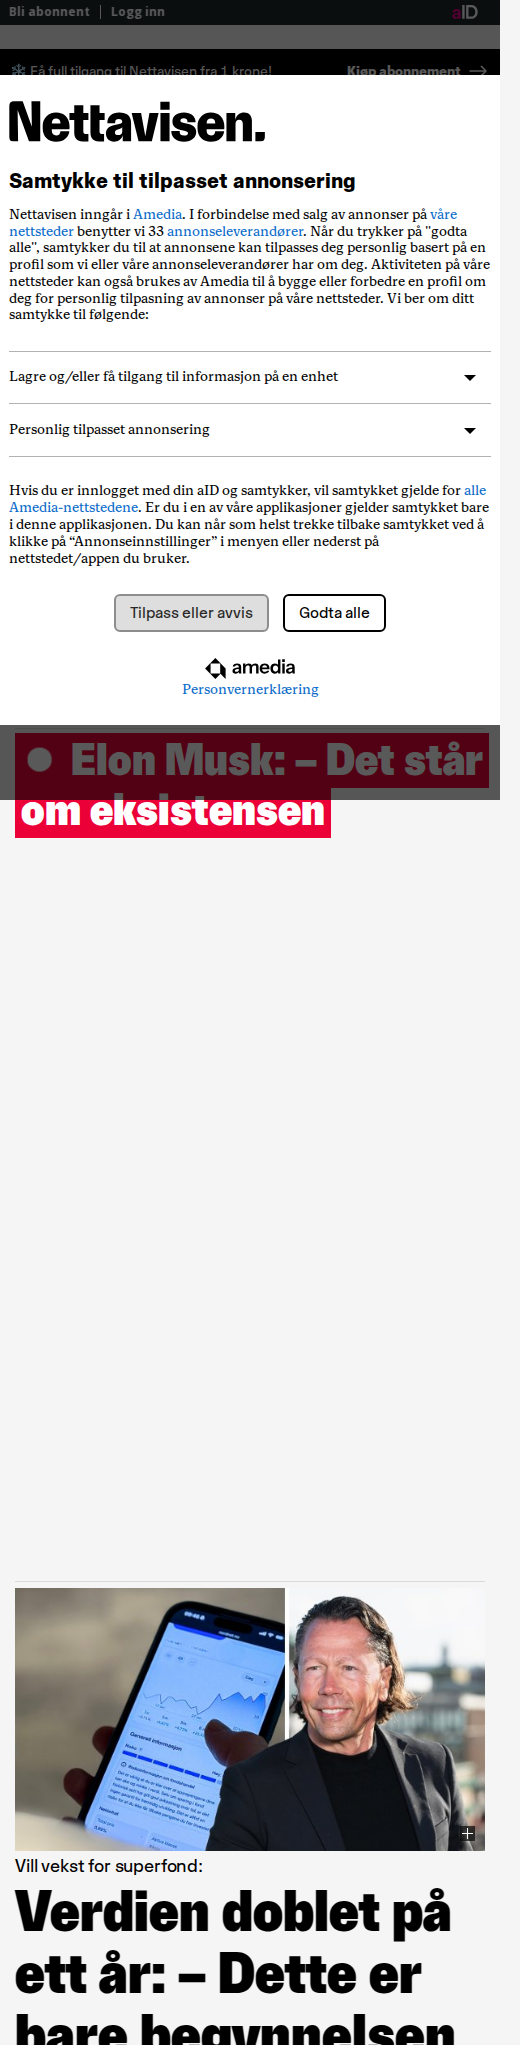 Bli abonnent | Logg inn
aID
Få full tilgang til Nettavisen fra 1 krone!
Kjøp abonnement
Nettavisen.
Samtykke til tilpasset annonsering
Nettavisen inngår i Amedia. I forbindelse med salg av annonser på våre
nettsteder benytter vi 33 annonseleverandører. Når du trykker på "godta
alle", samtykker du til at annonsene kan tilpasses deg personlig basert på en
profil som vi eller våre annonseleverandører har om deg. Aktiviteten på våre
nettsteder kan også brukes av Amedia til å bygge eller forbedre en profil om
deg for personlig tilpasning av annonser på våre nettsteder. Vi ber om ditt
samtykke til følgende:
Lagre og/eller få tilgang til informasjon på en enhet
Personlig tilpasset annonsering
Hvis du er innlogget med din aID og samtykker, vil samtykket gjelde for alle
Amedia-nettstedene. Er du i en av våre applikasjoner gjelder samtykket bare
i denne applikasjonen. Du kan når som helst trekke tilbake samtykket ved å
klikke på “Annonseinnstillinger” i menyen eller nederst på
nettstedet/appen du bruker.
Tilpass eller avvis
Godta alle
amedia
Personvernerklæring
Elon Musk: – Det står
om eksistensen
Generell informasjon
Vill vekst for superfond:
Verdien doblet på
ett år: – Dette er
bare begynnelsen